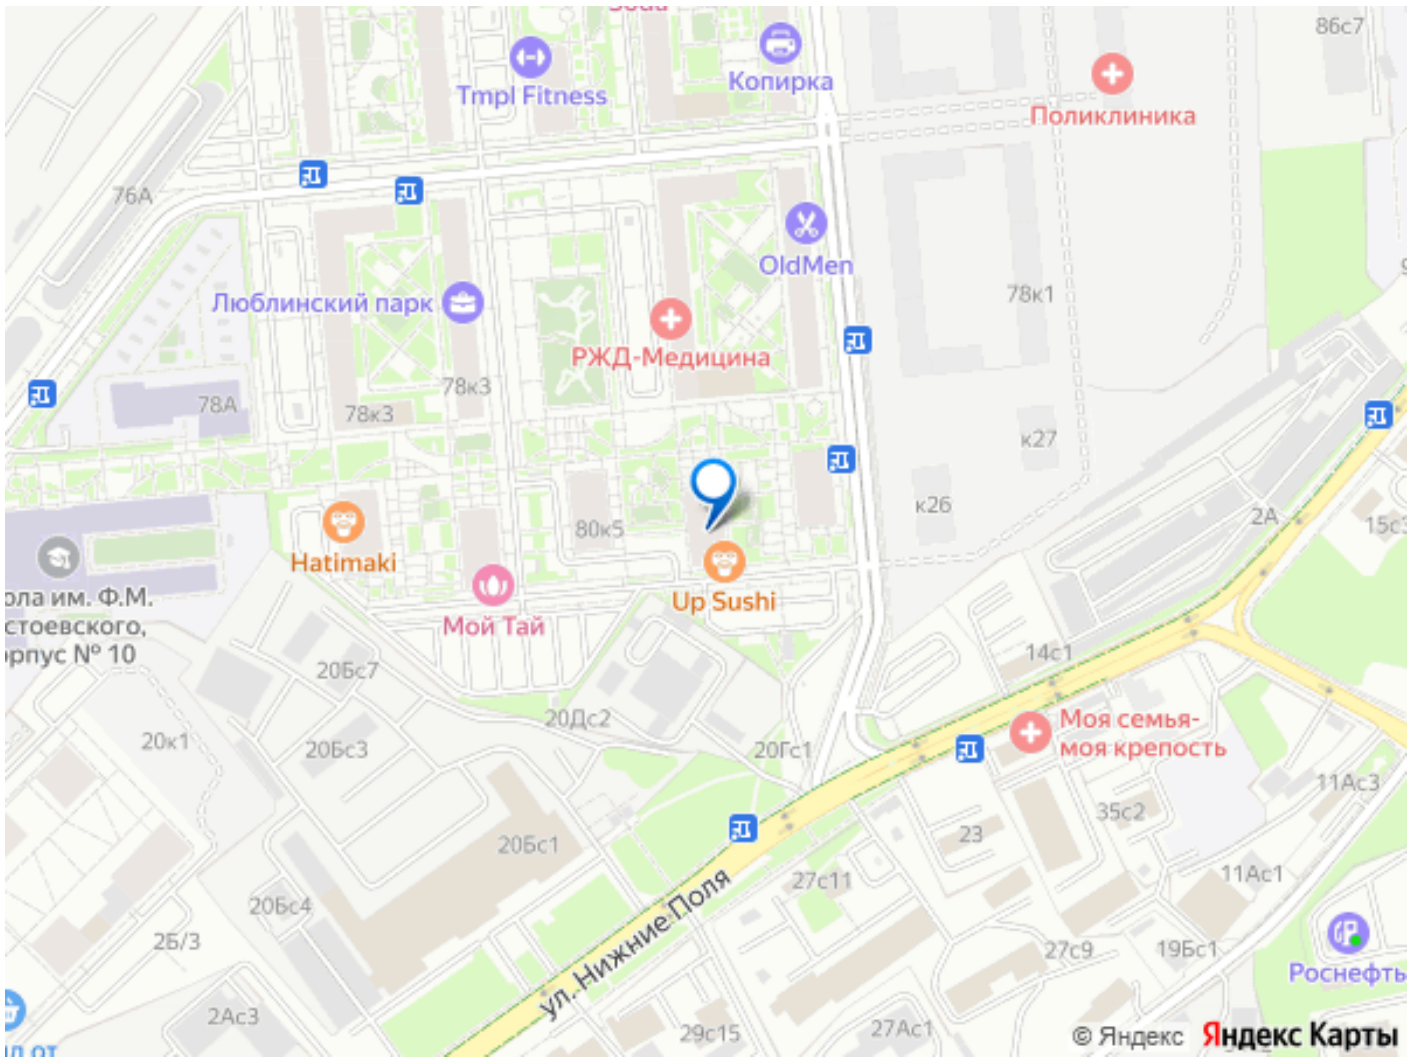 86с7
Копирка
Tmpl Fitness
Поликлиника
76А
OldMen
78к1
Люблинский парк
РЖД-Медицина
78к3
78А
78к3
к27
к26
2А
15с3
80к5
Hatimaki
Up Sushi
Мой Тай
ола им. Ф.М.
стоевского,
орпус № 10
14с1
20Бс7
20Дс2
Моя семья-
моя крепость
20к1
20Бс3
20Гс1
11Ас3
35с2
23
20Бс1
27с11
11Ас1
20Бс4
ул. Нижние Поля
2Б/3
27с9
19Бс1
Роснефть
2Ас3
29с15
27Ас1
© Яндекс Яндекс Карты